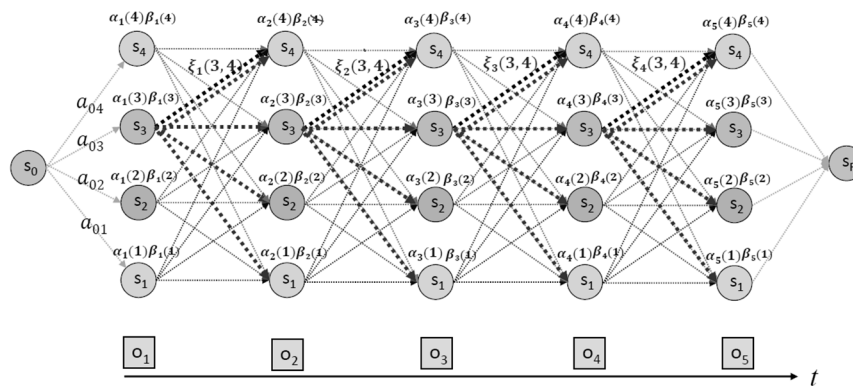 α₁(4)β₁(4) α₂(4)β₂(4) α₃(4)β₃(4) α₄(4)β₄(4) α₅(4)β₅(4)
S₄ S₄ S₄ S₄ S₄
ξ₁(3,4) ξ₂(3,4) ξ₃(3,4) ξ₄(3,4)
a₀₄ α₁(3)β₁(3) α₂(3)β₂(3) α₃(3)β₃(3) α₄(3)β₄(3) α₅(3)β₅(3)
S₃ S₃ S₃ S₃ S₃
a₀₃
S₀
a₀₂ α₁(2)β₁(2) α₂(2)β₂(2) α₃(2)β₃(2) α₄(2)β₄(2) α₅(2)β₅(2)
S₂ S₂ S₂ S₂ S₂
a₀₁
α₁(1)β₁(1) α₂(1)β₂(1) α₃(1)β₃(1) α₄(1)β₄(1) α₅(1)β₅(1)
S₁ S₁ S₁ S₁ S₁
O₁ O₂ O₃ O₄ O₅
t